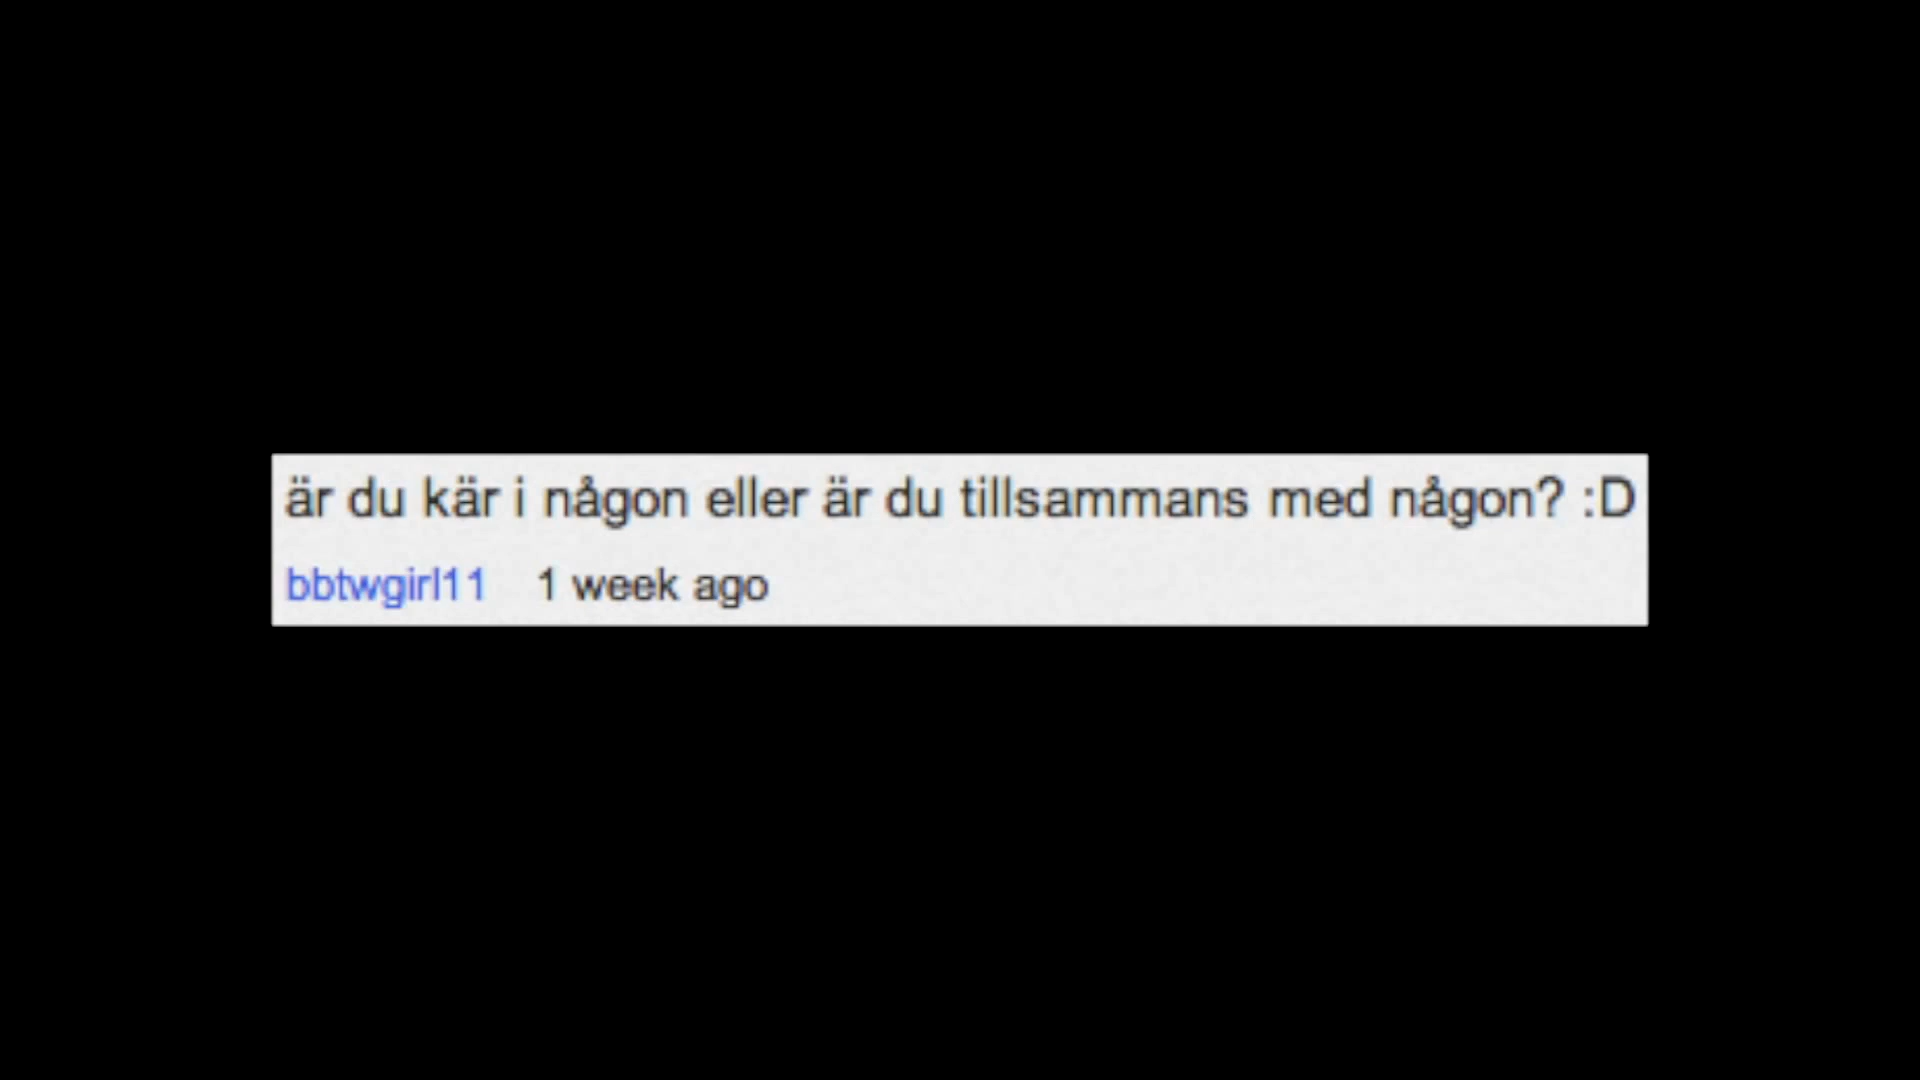 är du kär i någon eller är du tillsammans med någon? :D
bbtwgirl11 1 week ago